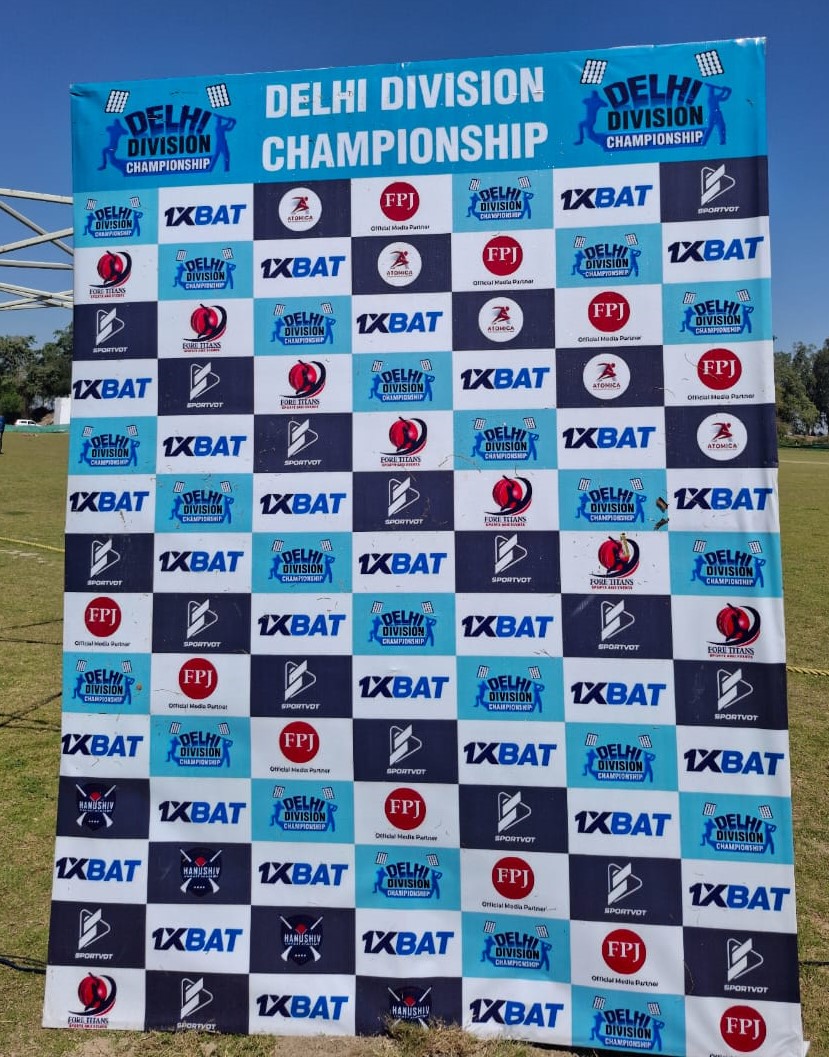 DELHI DIVISION CHAMPIONSHIP
DELHI DIVISION
CHAMPIONSHIP
DELHI DIVISION CHAMPIONSHIP
DELHI DIVISION CHAMPIONSHIP 1XBAT ATOMICA FPJ Official Media Partner DELHI DIVISION CHAMPIONSHIP 1XBAT SPORTVOT
FORE TITANS SPORTS AND EVENTS DELHI DIVISION CHAMPIONSHIP 1XBAT ATOMICA FPJ Official Media Partner DELHI DIVISION CHAMPIONSHIP 1XBAT
SPORTVOT FORE TITANS SPORTS AND EVENTS DELHI DIVISION CHAMPIONSHIP 1XBAT ATOMICA FPJ Official Media Partner DELHI DIVISION CHAMPIONSHIP
1XBAT SPORTVOT FORE TITANS SPORTS AND EVENTS DELHI DIVISION CHAMPIONSHIP 1XBAT ATOMICA FPJ Official Media Partner
DELHI DIVISION CHAMPIONSHIP 1XBAT SPORTVOT FORE TITANS SPORTS AND EVENTS DELHI DIVISION CHAMPIONSHIP 1XBAT ATOMICA
1XBAT DELHI DIVISION CHAMPIONSHIP 1XBAT SPORTVOT FORE TITANS SPORTS AND EVENTS DELHI DIVISION CHAMPIONSHIP 1XBAT
SPORTVOT 1XBAT DELHI DIVISION CHAMPIONSHIP 1XBAT SPORTVOT FORE TITANS SPORTS AND EVENTS DELHI DIVISION CHAMPIONSHIP
FPJ Official Media Partner SPORTVOT 1XBAT DELHI DIVISION CHAMPIONSHIP 1XBAT SPORTVOT FORE TITANS SPORTS AND EVENTS
DELHI DIVISION CHAMPIONSHIP FPJ Official Media Partner SPORTVOT 1XBAT DELHI DIVISION CHAMPIONSHIP 1XBAT SPORTVOT
1XBAT DELHI DIVISION CHAMPIONSHIP FPJ Official Media Partner SPORTVOT 1XBAT DELHI DIVISION CHAMPIONSHIP 1XBAT
HANUSHIV 1XBAT DELHI DIVISION CHAMPIONSHIP FPJ Official Media Partner SPORTVOT 1XBAT DELHI DIVISION CHAMPIONSHIP
1XBAT HANUSHIV 1XBAT DELHI DIVISION CHAMPIONSHIP FPJ Official Media Partner SPORTVOT 1XBAT
SPORTVOT 1XBAT HANUSHIV 1XBAT DELHI DIVISION CHAMPIONSHIP FPJ Official Media Partner SPORTVOT
FORE TITANS SPORTS AND EVENTS SPORTVOT 1XBAT HANUSHIV 1XBAT DELHI DIVISION CHAMPIONSHIP FPJ